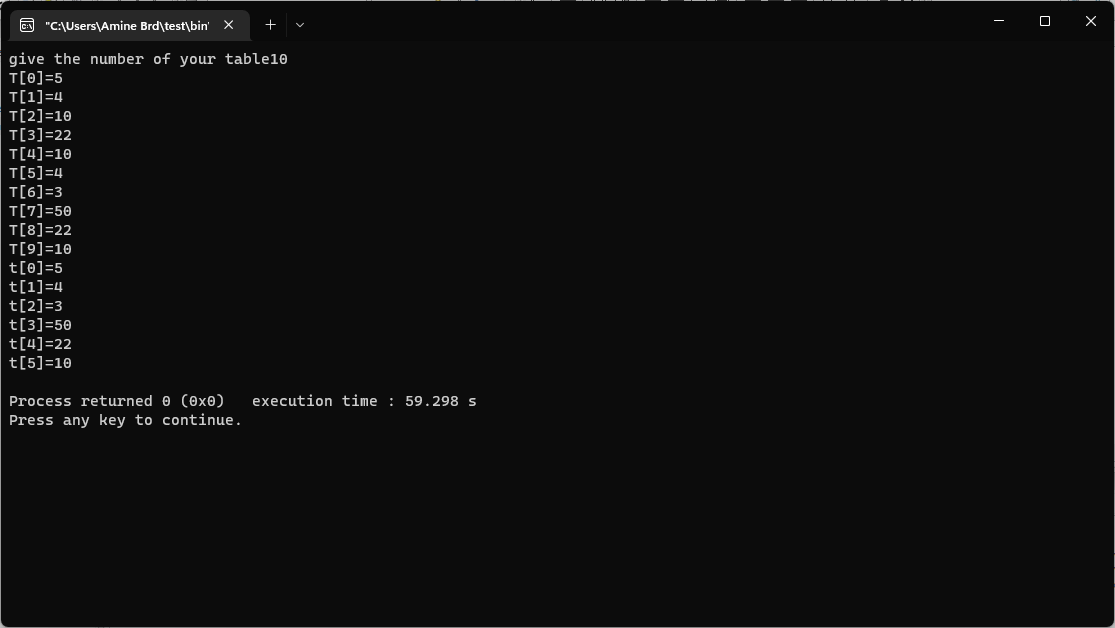 "C:\Users\Amine Brd\test\bin'
give the number of your table10
T[0]=5
T[1]=4
T[2]=10
T[3]=22
T[4]=10
T[5]=4
T[6]=3
T[7]=50
T[8]=22
T[9]=10
t[0]=5
t[1]=4
t[2]=3
t[3]=50
t[4]=22
t[5]=10
Process returned 0 (0x0)   execution time : 59.298 s
Press any key to continue.